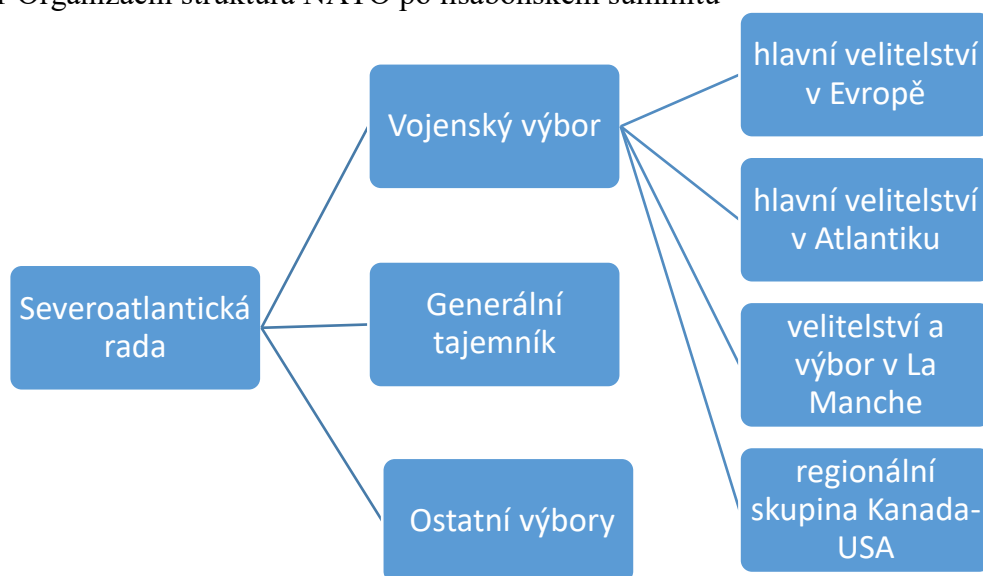 Organizační struktura NATO po lisabonském summitu
Severoatlantická
rada
Vojenský výbor
Generální
tajemník
Ostatní výbory
hlavní velitelství
v Evropě
hlavní velitelství
v Atlantiku
velitelství a
výbor v La
Manche
regionální
skupina Kanada-
USA